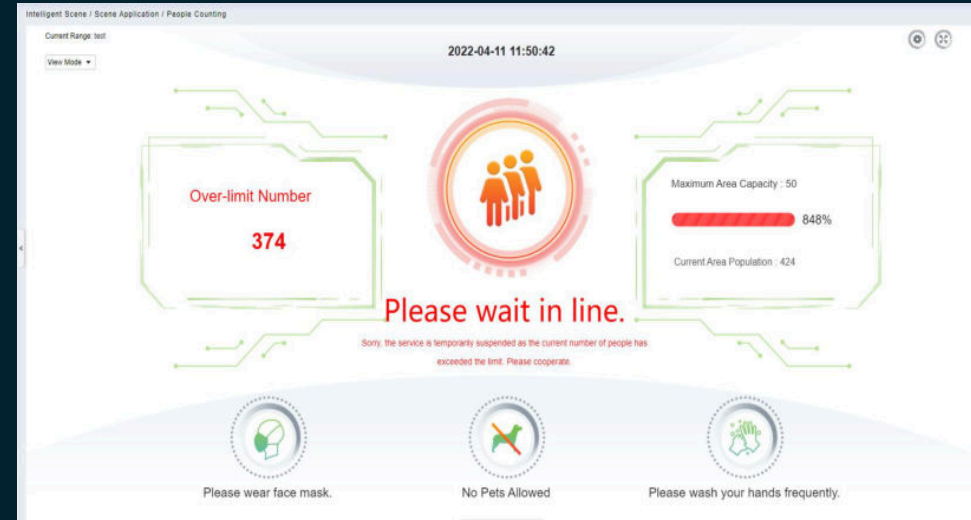 Intelligent Scene / Scene Application / People Counting
Current Range: test
View Mode
2022-04-11 11:50:42
Over-limit Number
374
Maximum Area Capacity : 50
848%
Current Area Population : 424
Please wait in line.
Sorry, the service is temporarily suspended as the current number of people has
exceeded the limit. Please cooperate.
Please wear face mask.
No Pets Allowed
Please wash your hands frequently.